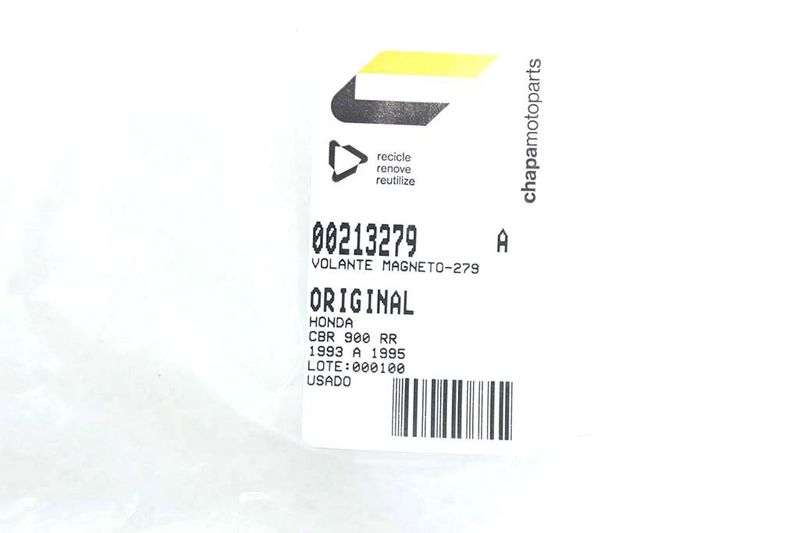 chapamotoparts
recicle
renove
reutilize
00213279 A
VOLANTE MAGNETO-279
ORIGINAL
HONDA
CBR 900 RR
1993 A 1995
LOTE:000100
USADO